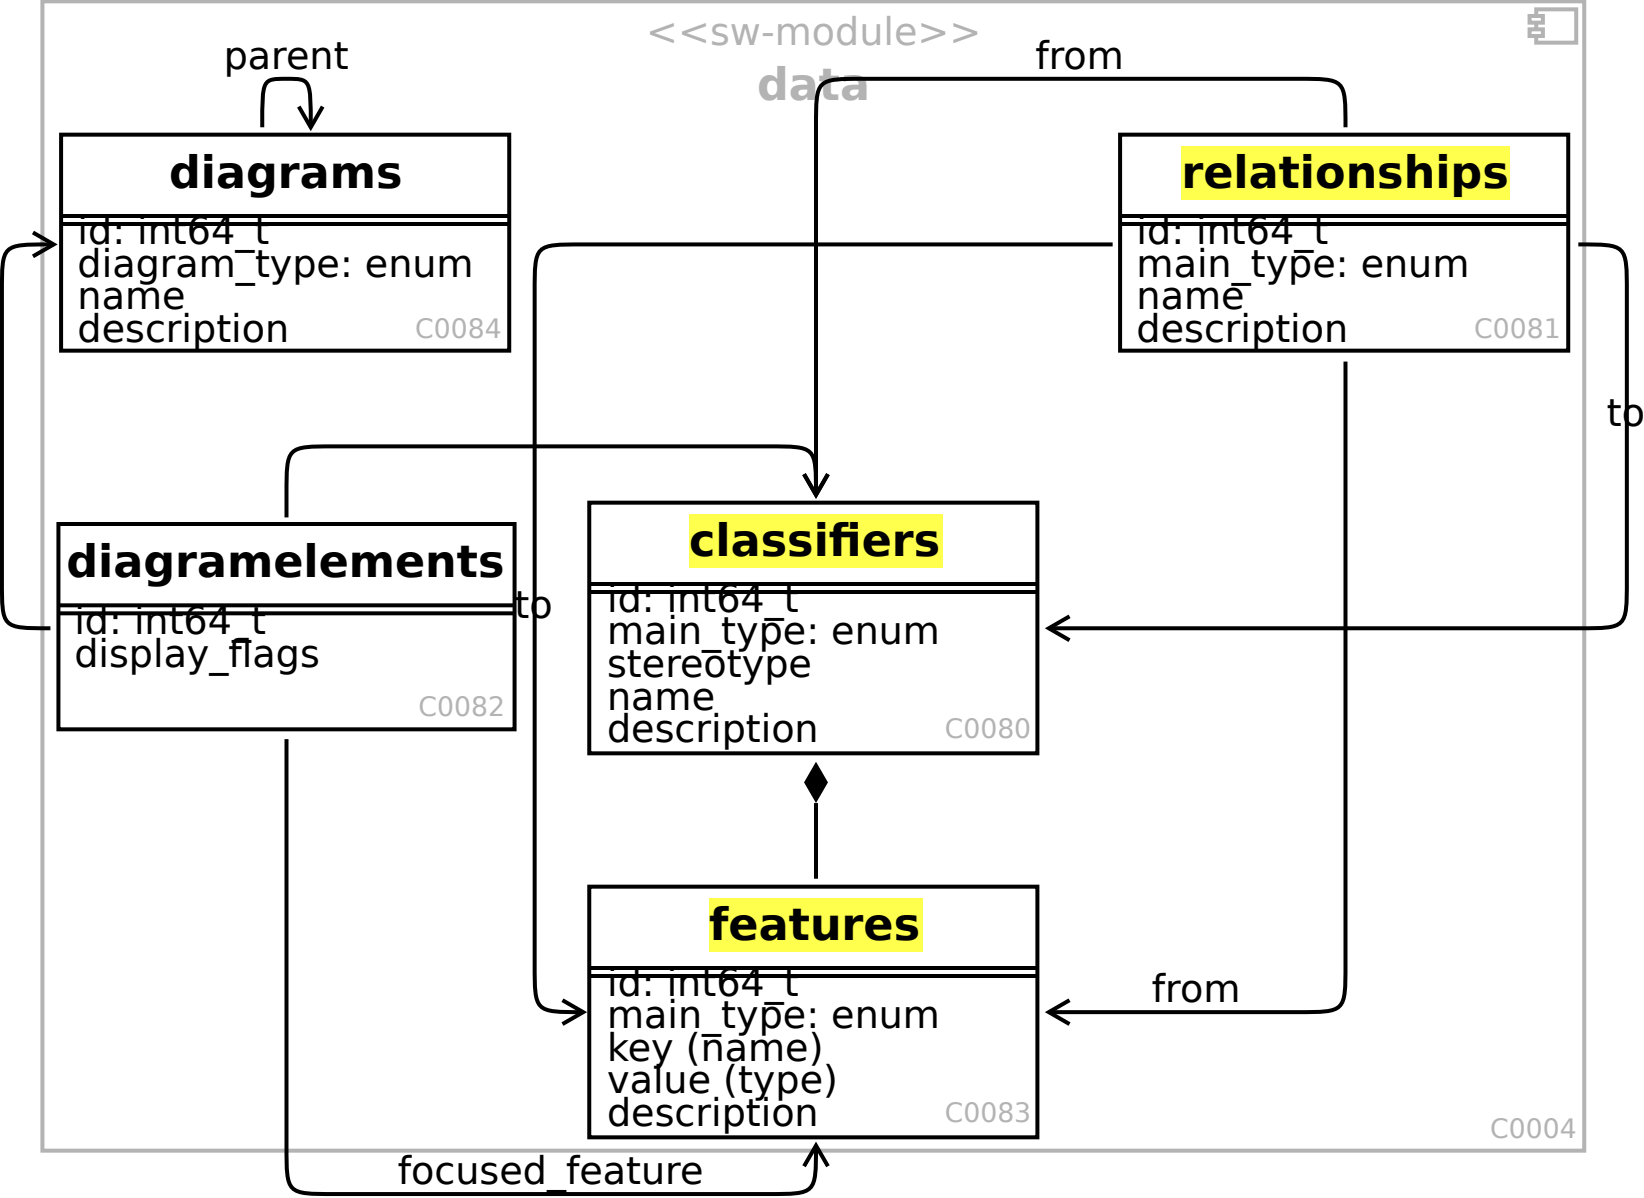 <<sw-module>>
data
parent
from
diagrams
id: int64_t
diagram_type: enum
name
description
C0084
relationships
id: int64_t
main_type: enum
name
description
C0081
to
diagramelements
id: int64_t
display_flags
C0082
to
classifiers
id: int64_t
main_type: enum
stereotype
name
description
C0080
features
id: int64_t
main_type: enum
key (name)
value (type)
description
C0083
from
C0004
focused_feature